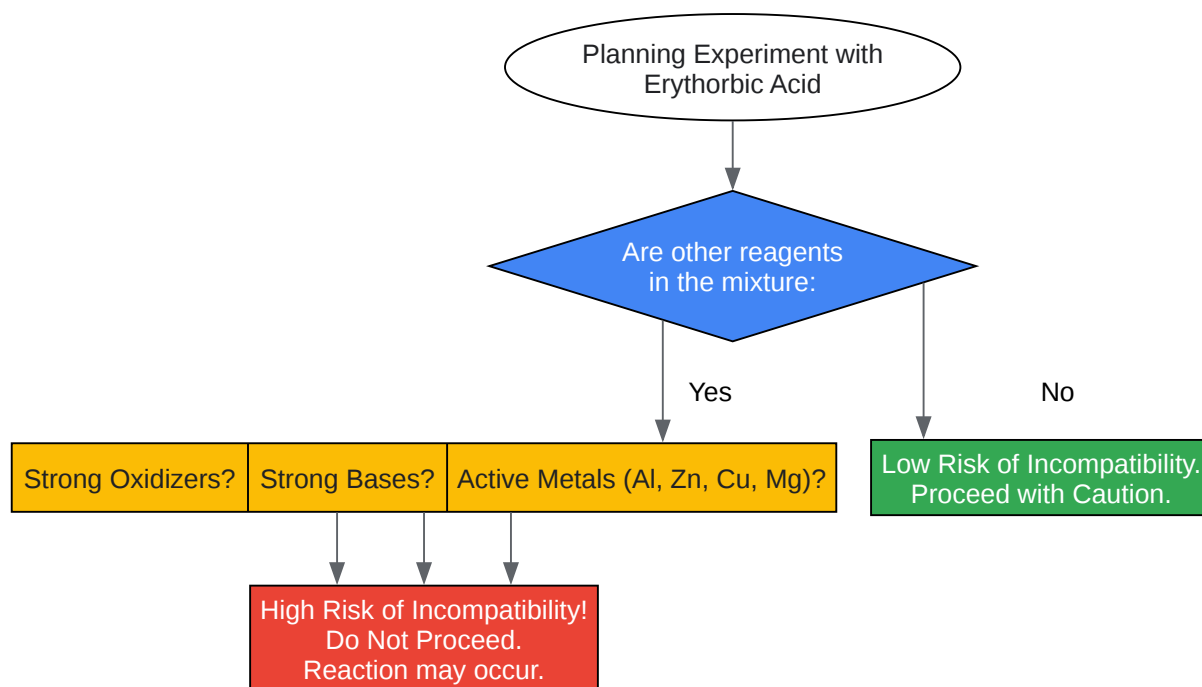 Planning Experiment with
Erythorbic Acid
Are other reagents
in the mixture:
Yes
No
Strong Oxidizers?
Strong Bases?
Active Metals (Al, Zn, Cu, Mg)?
Low Risk of Incompatibility.
Proceed with Caution.
High Risk of Incompatibility!
Do Not Proceed.
Reaction may occur.